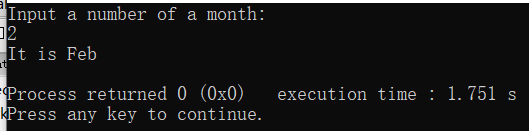 Input a number of a month:
2
It is Feb
Process returned 0 (0x0)   execution time : 1.751 s
Press any key to continue.